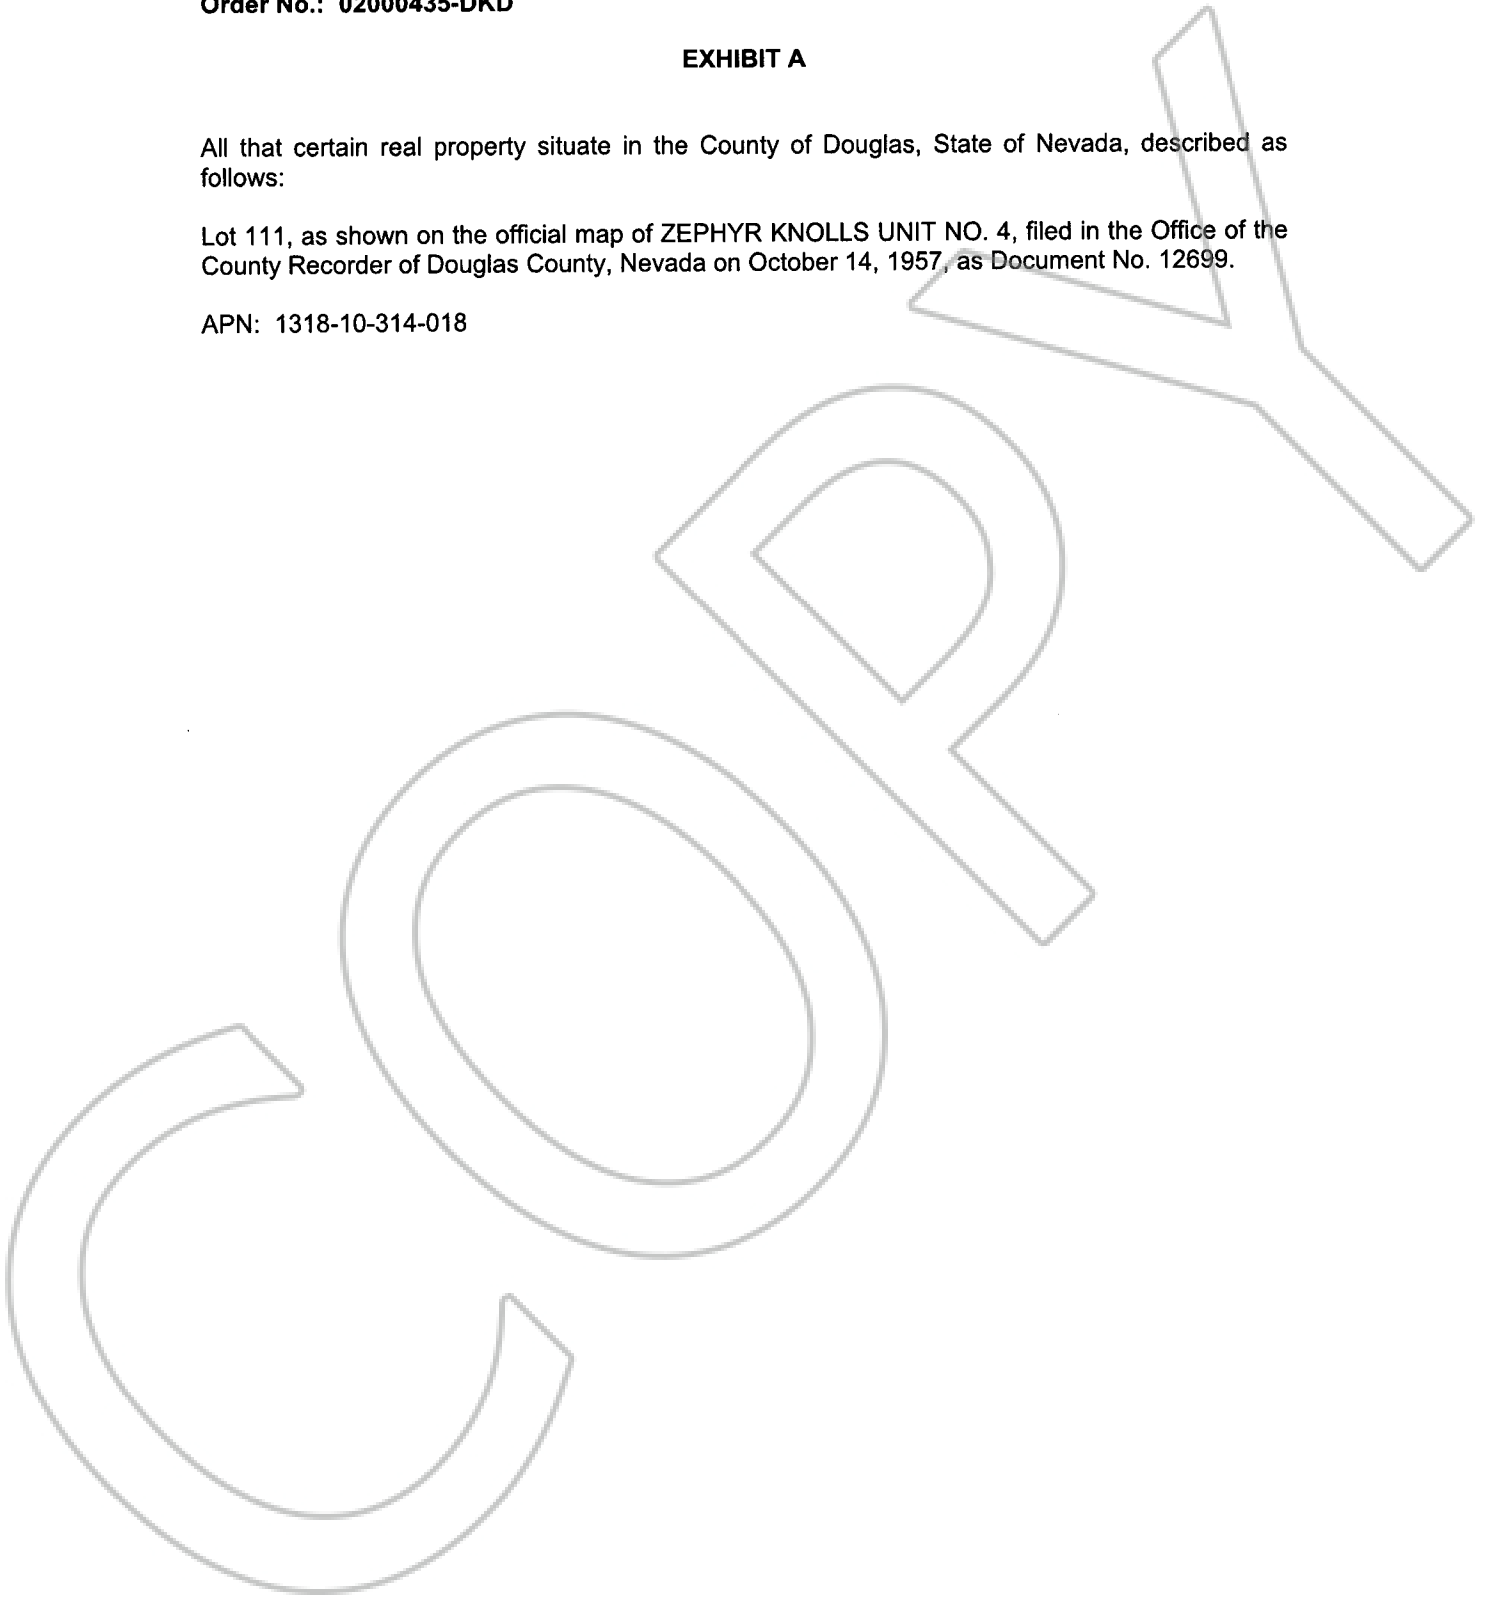 Order No.: 02000435-DKD
EXHIBIT A
All that certain real property situate in the County of Douglas, State of Nevada, described as
follows:
Lot 111, as shown on the official map of ZEPHYR KNOLLS UNIT NO. 4, filed in the Office of the
County Recorder of Douglas County, Nevada on October 14, 1957, as Document No. 12699.
APN: 1318-10-314-018
COPY